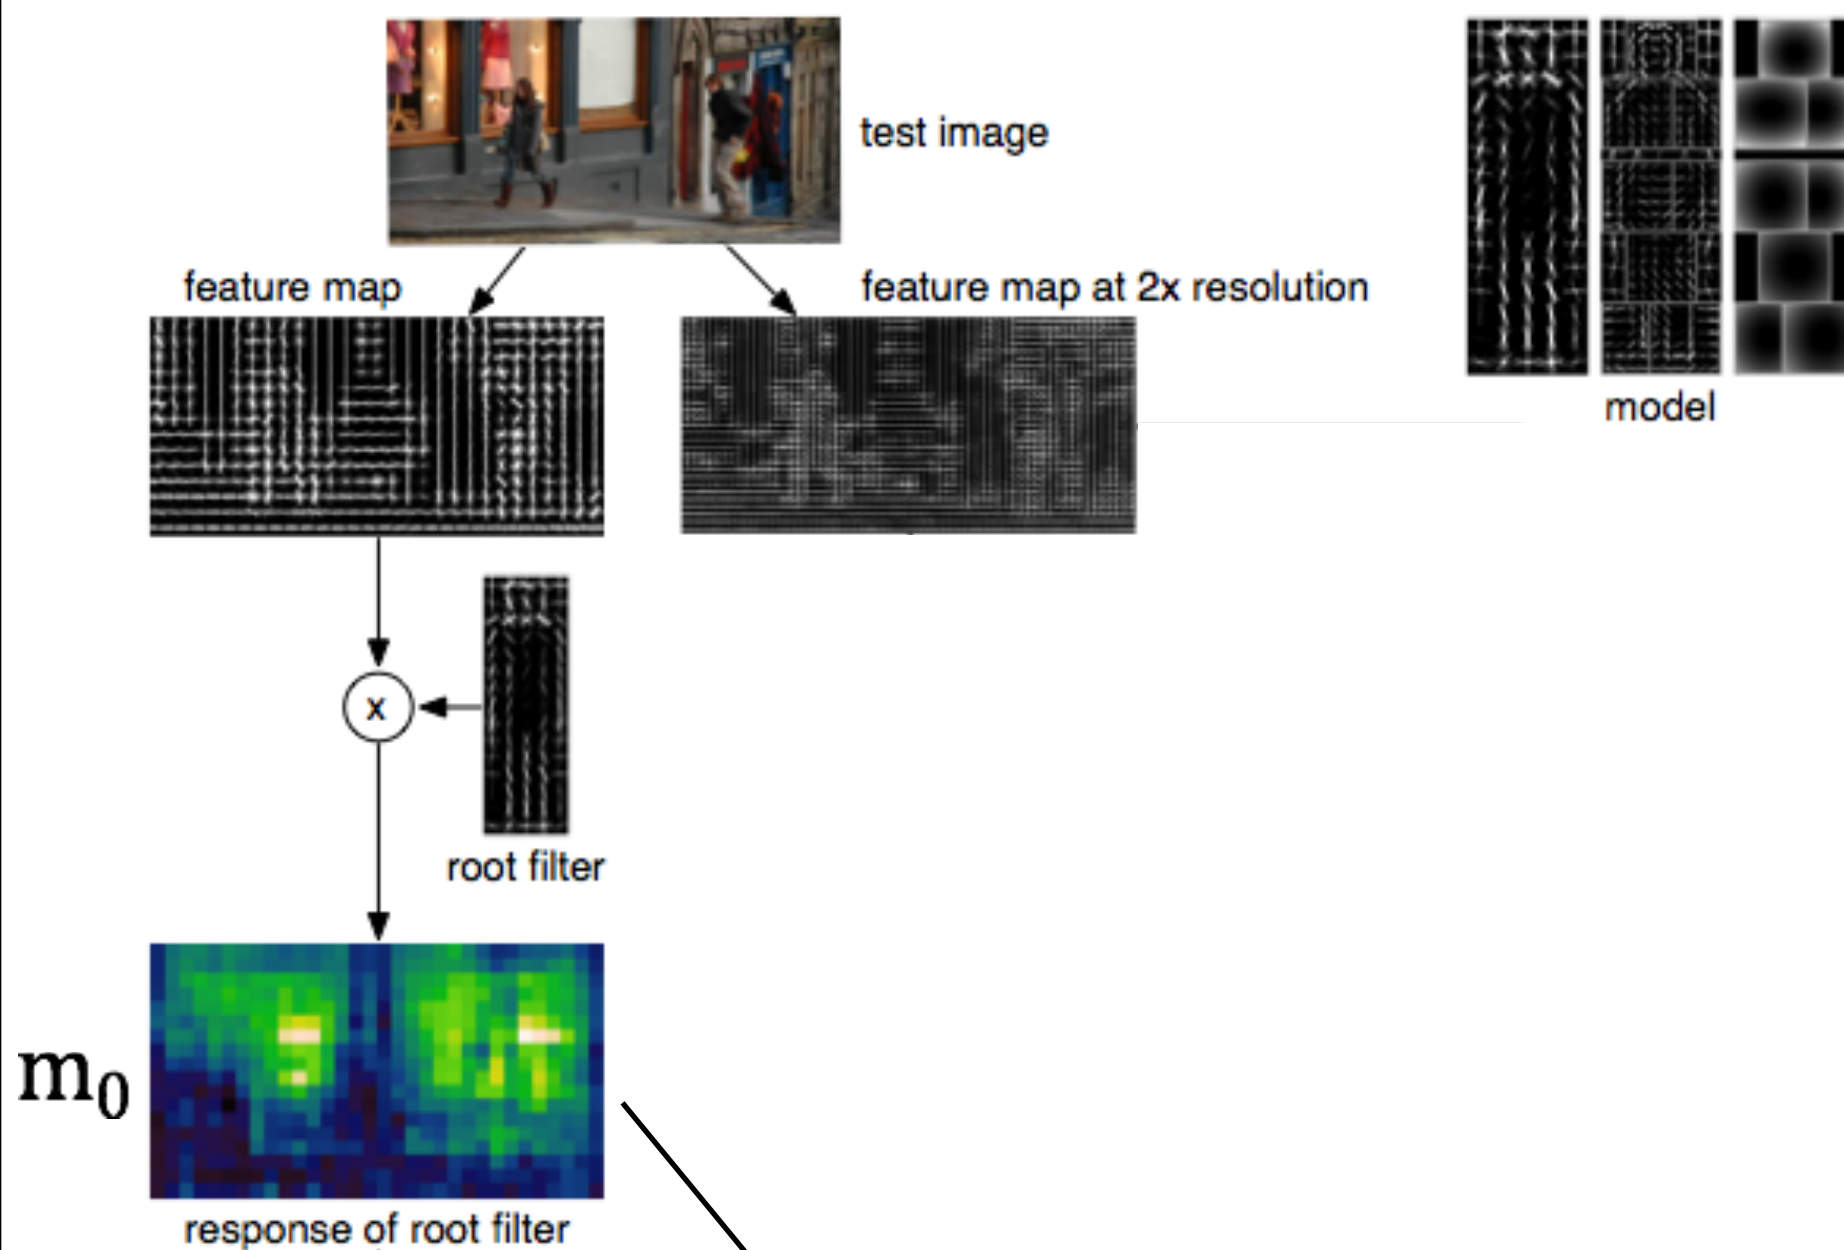 test image
feature map
feature map at 2x resolution
model
x
root filter
m₀
response of root filter